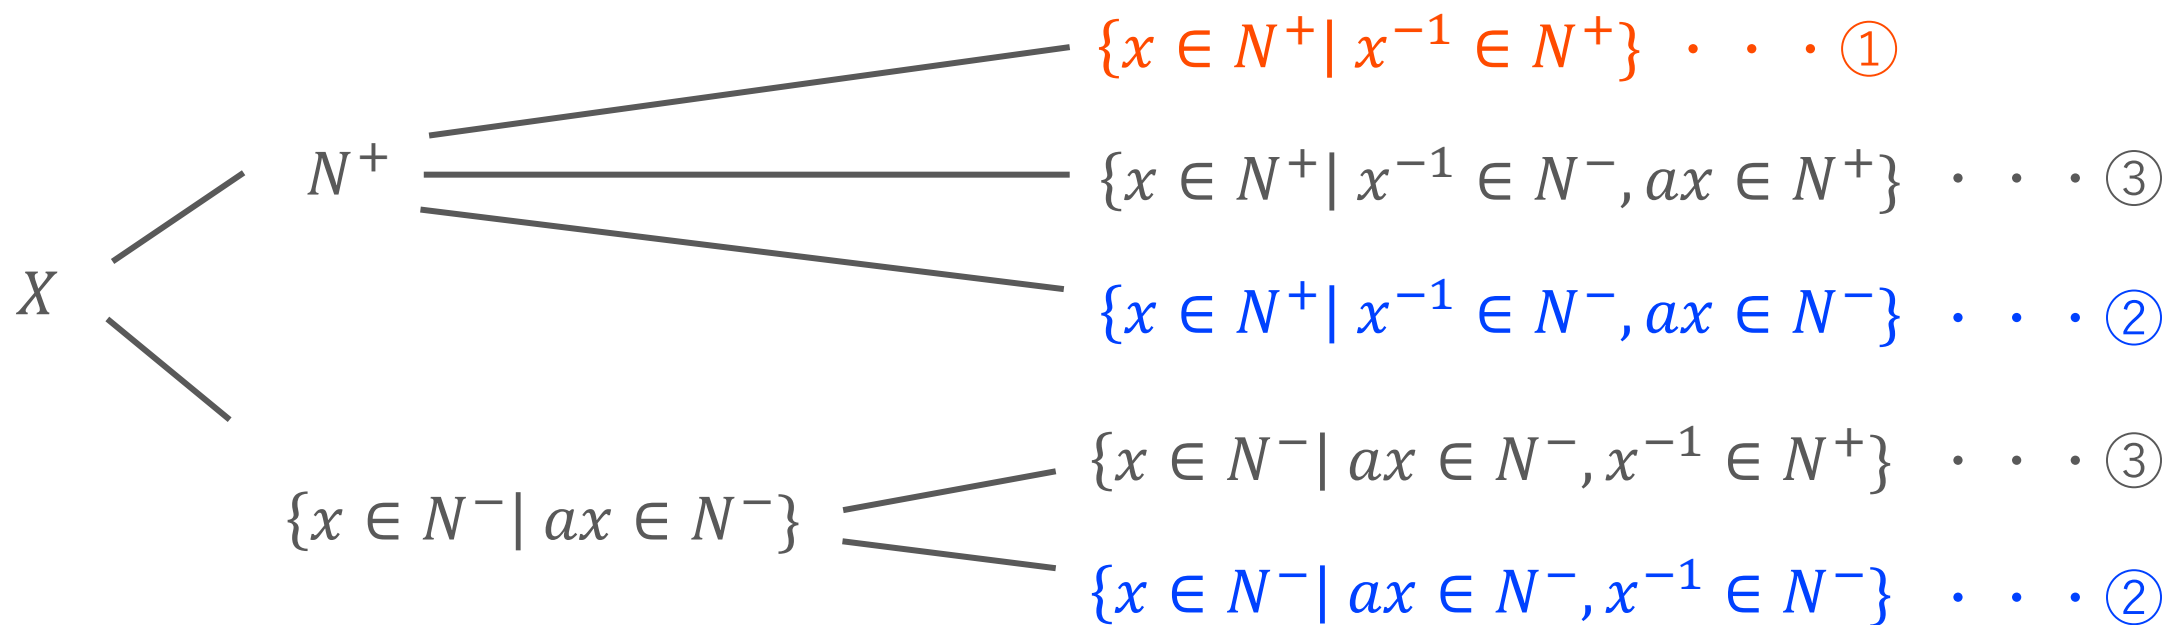 {x ∈ N⁺| x⁻¹ ∈ N⁺} ・・・①
N⁺
{x ∈ N⁺| x⁻¹ ∈ N⁻, ax ∈ N⁺} ・・・③
X
{x ∈ N⁺| x⁻¹ ∈ N⁻, ax ∈ N⁻} ・・・②
{x ∈ N⁻| ax ∈ N⁻, x⁻¹ ∈ N⁺} ・・・③
{x ∈ N⁻| ax ∈ N⁻}
{x ∈ N⁻| ax ∈ N⁻, x⁻¹ ∈ N⁻} ・・・②